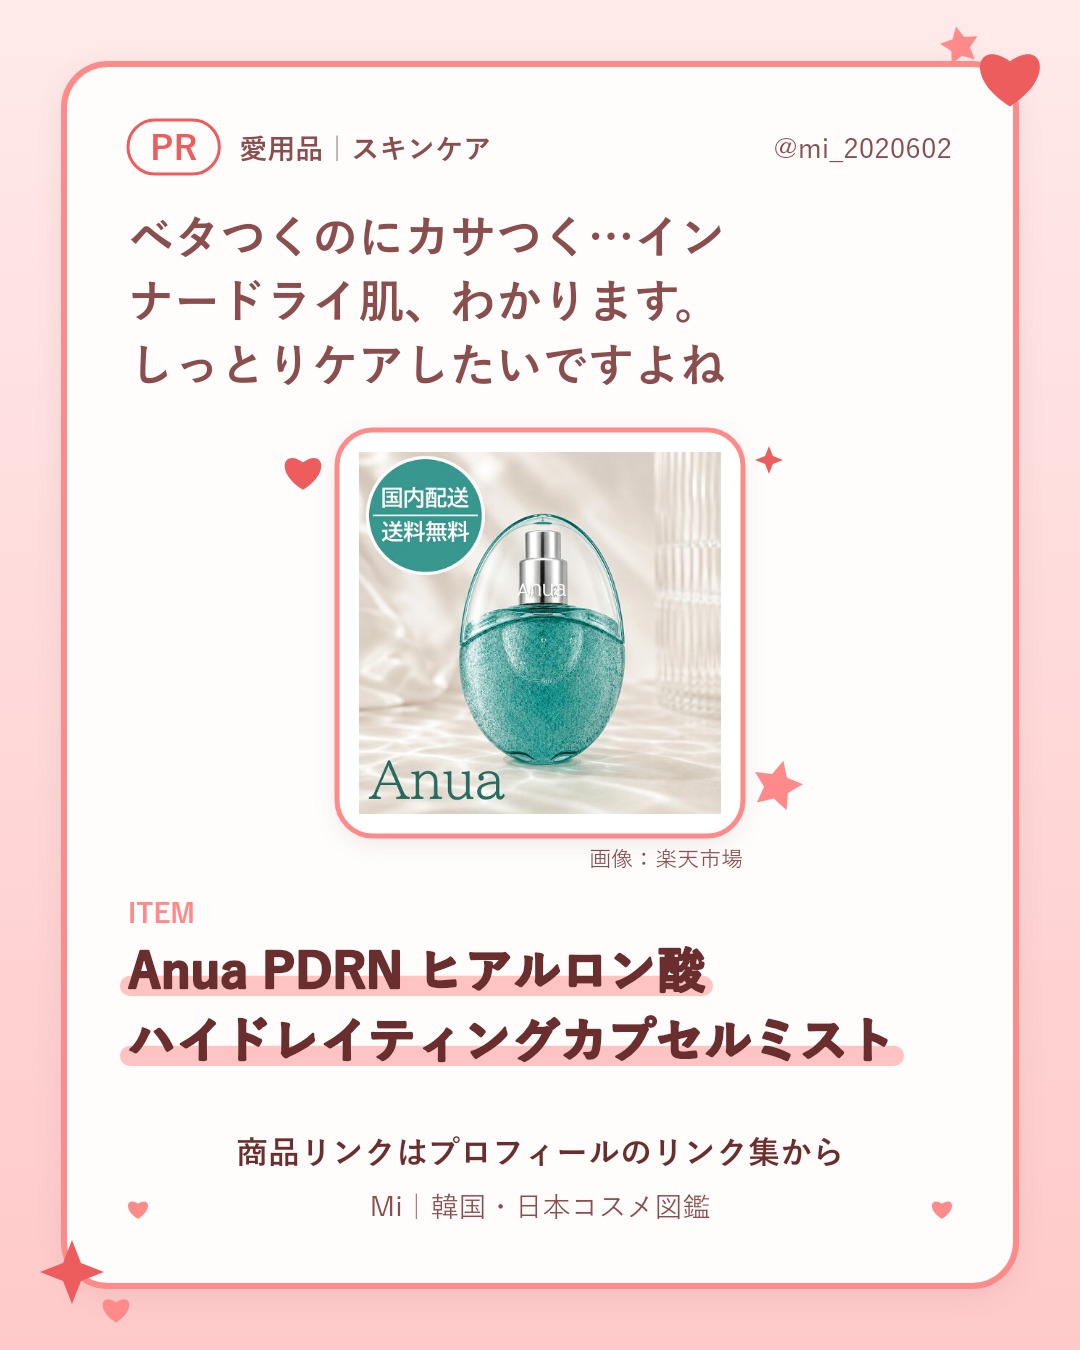 PR 愛用品｜スキンケア @mi_2020602
ベタつくのにカサつく…イン
ナードライ肌、わかります。
しっとりケアしたいですよね
国内配送
送料無料
Anua
Anua
画像：楽天市場
ITEM
Anua PDRN ヒアルロン酸
ハイドレイティングカプセルミスト
商品リンクはプロフィールのリンク集から
Mi｜韓国・日本コスメ図鑑